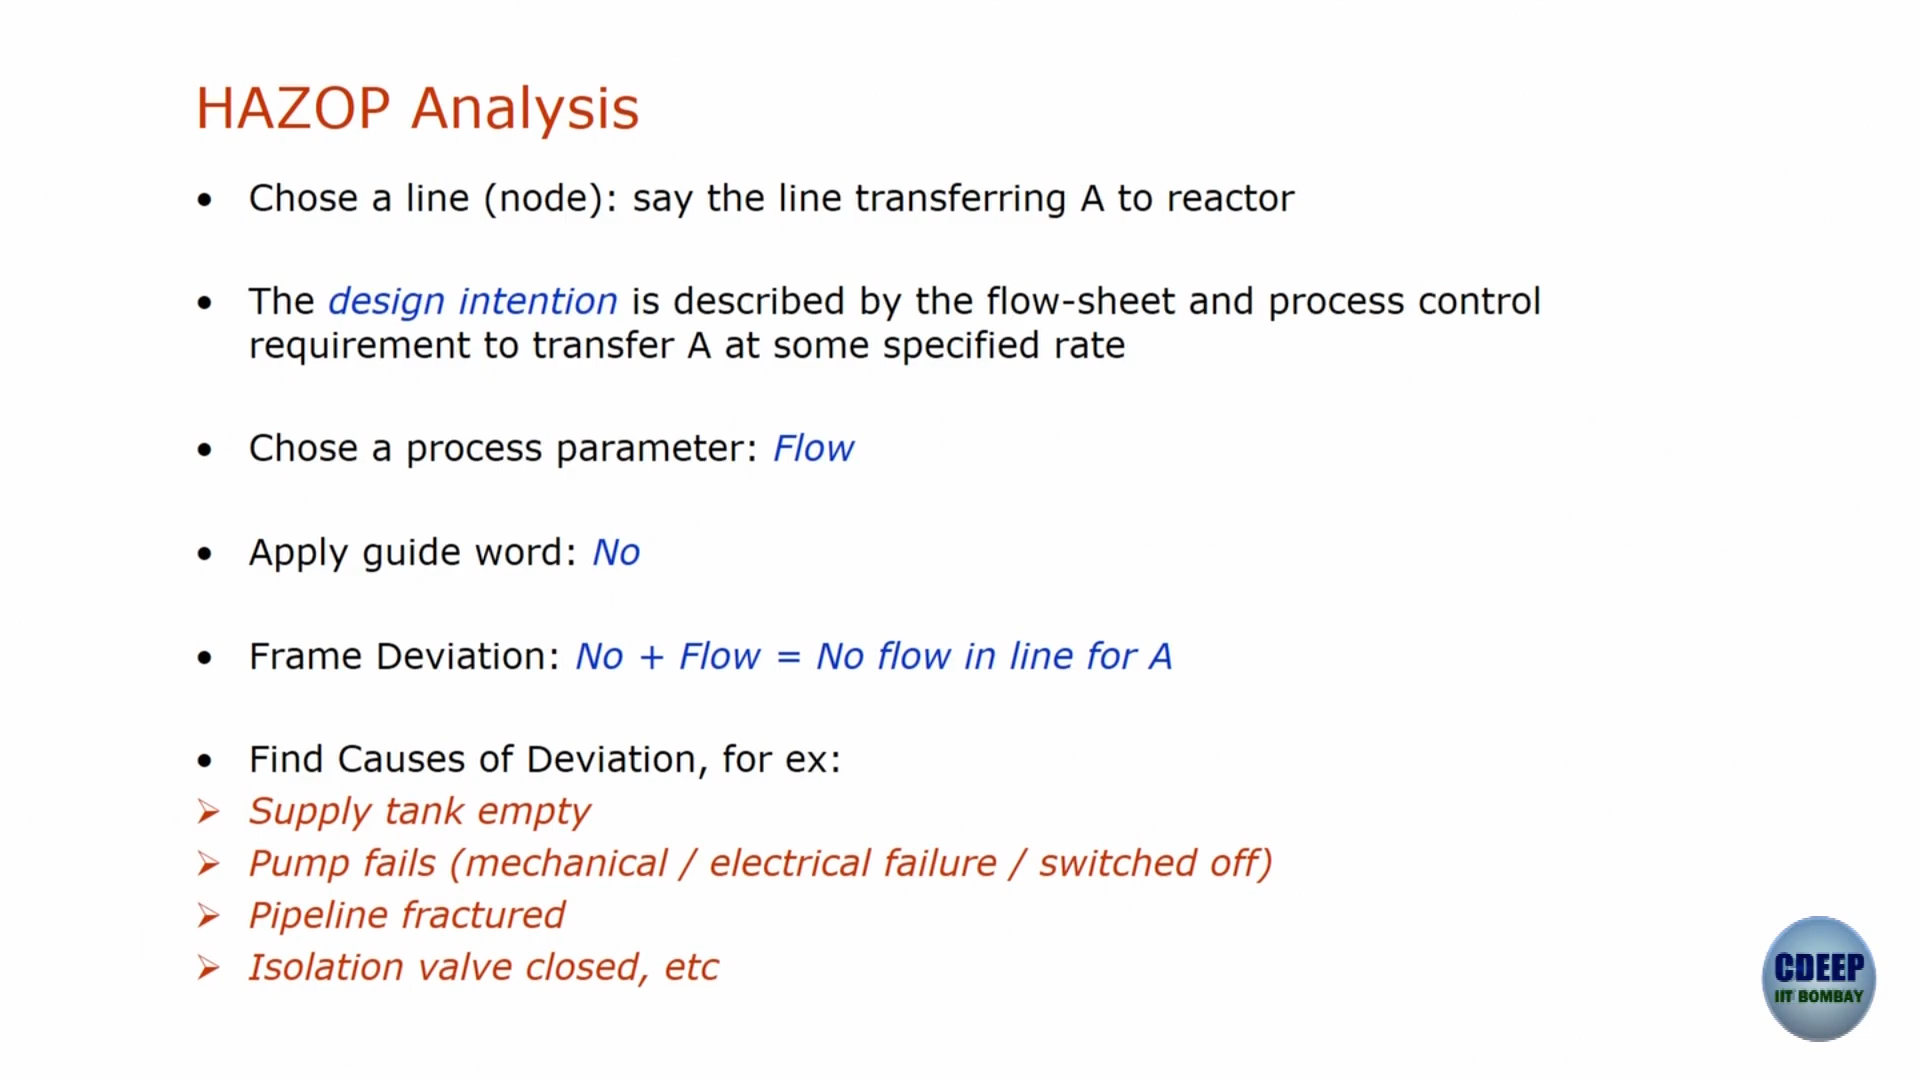 HAZOP Analysis
• Chose a line (node): say the line transferring A to reactor
• The design intention is described by the flow-sheet and process control
requirement to transfer A at some specified rate
• Chose a process parameter: Flow
• Apply guide word: No
• Frame Deviation: No + Flow = No flow in line for A
• Find Causes of Deviation, for ex:
➢ Supply tank empty
➢ Pump fails (mechanical / electrical failure / switched off)
➢ Pipeline fractured
➢ Isolation valve closed, etc
CDEEP
IIT BOMBAY